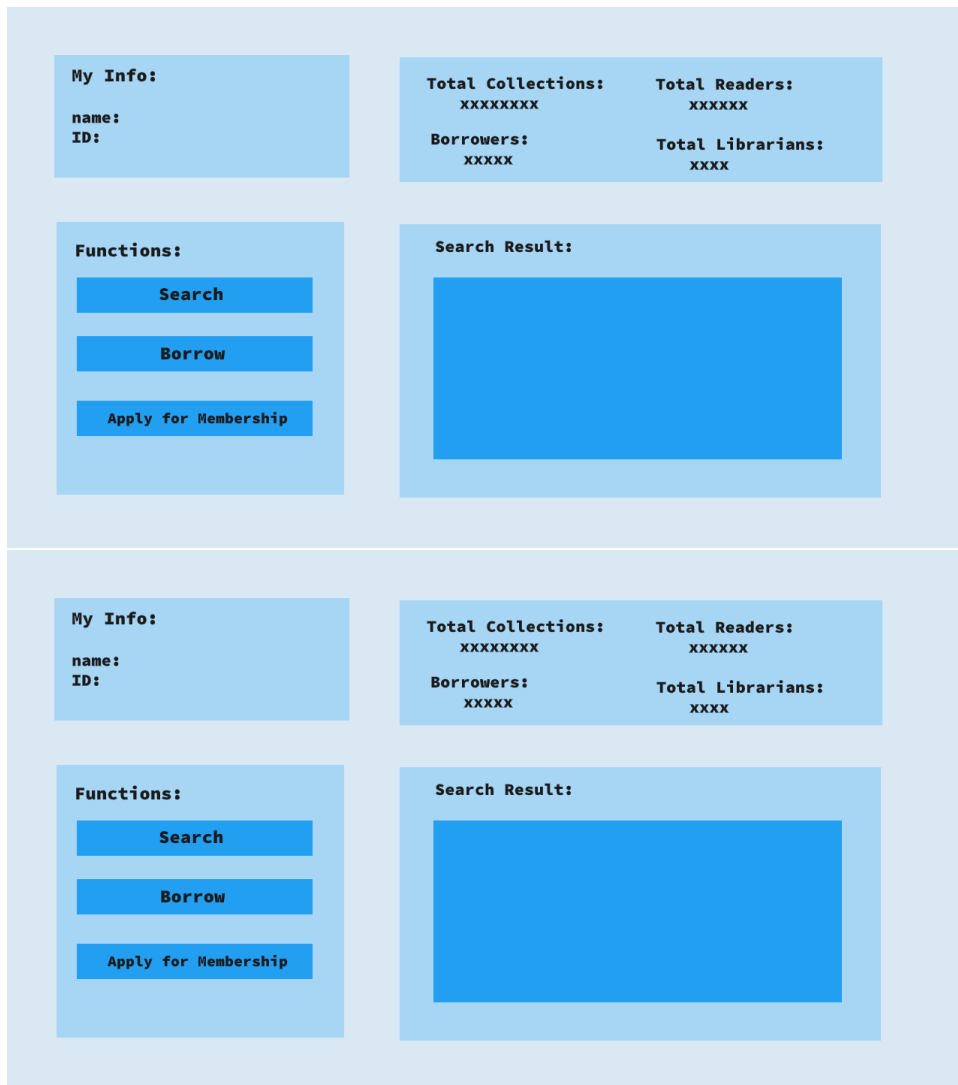 My Info:
name:
ID:
Total Collections:
xxxxxxxx
Total Readers:
xxxxxx
Borrowers:
xxxxx
Total Librarians:
xxxx
Functions:
Search
Borrow
Apply for Membership
Search Result:
My Info:
name:
ID:
Total Collections:
xxxxxxxx
Total Readers:
xxxxxx
Borrowers:
xxxxx
Total Librarians:
xxxx
Functions:
Search
Borrow
Apply for Membership
Search Result: